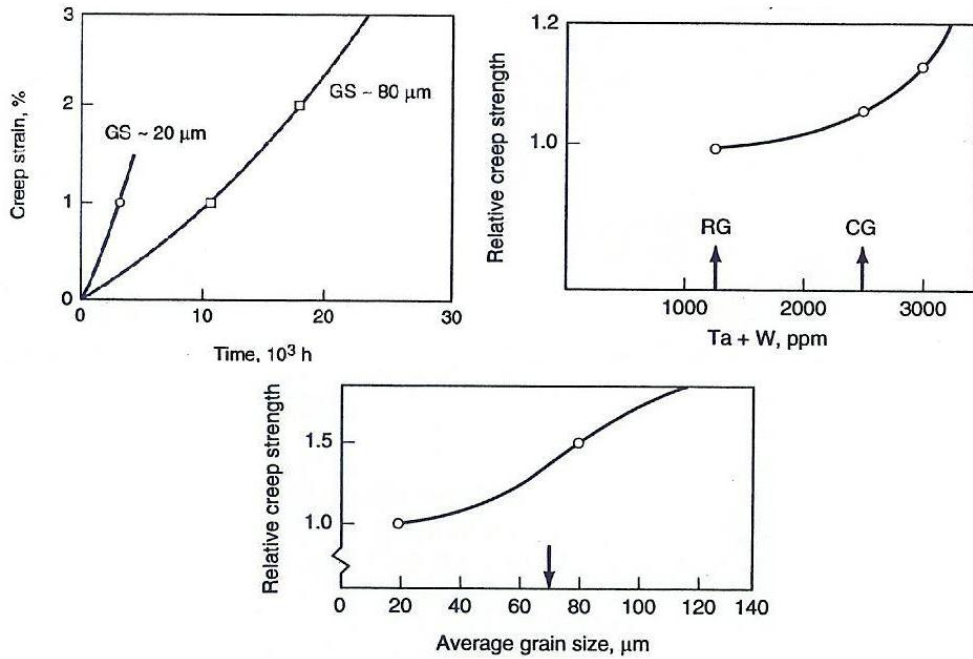 3
2
1
0
Creep strain, %
GS ~ 20 µm
GS ~ 80 µm
0
10
20
30
Time, 10³ h
1.2
1.0
Relative creep strength
RG
CG
1000
2000
3000
Ta + W, ppm
1.5
1.0
Relative creep strength
0
20
40
60
80
100
120
140
Average grain size, µm